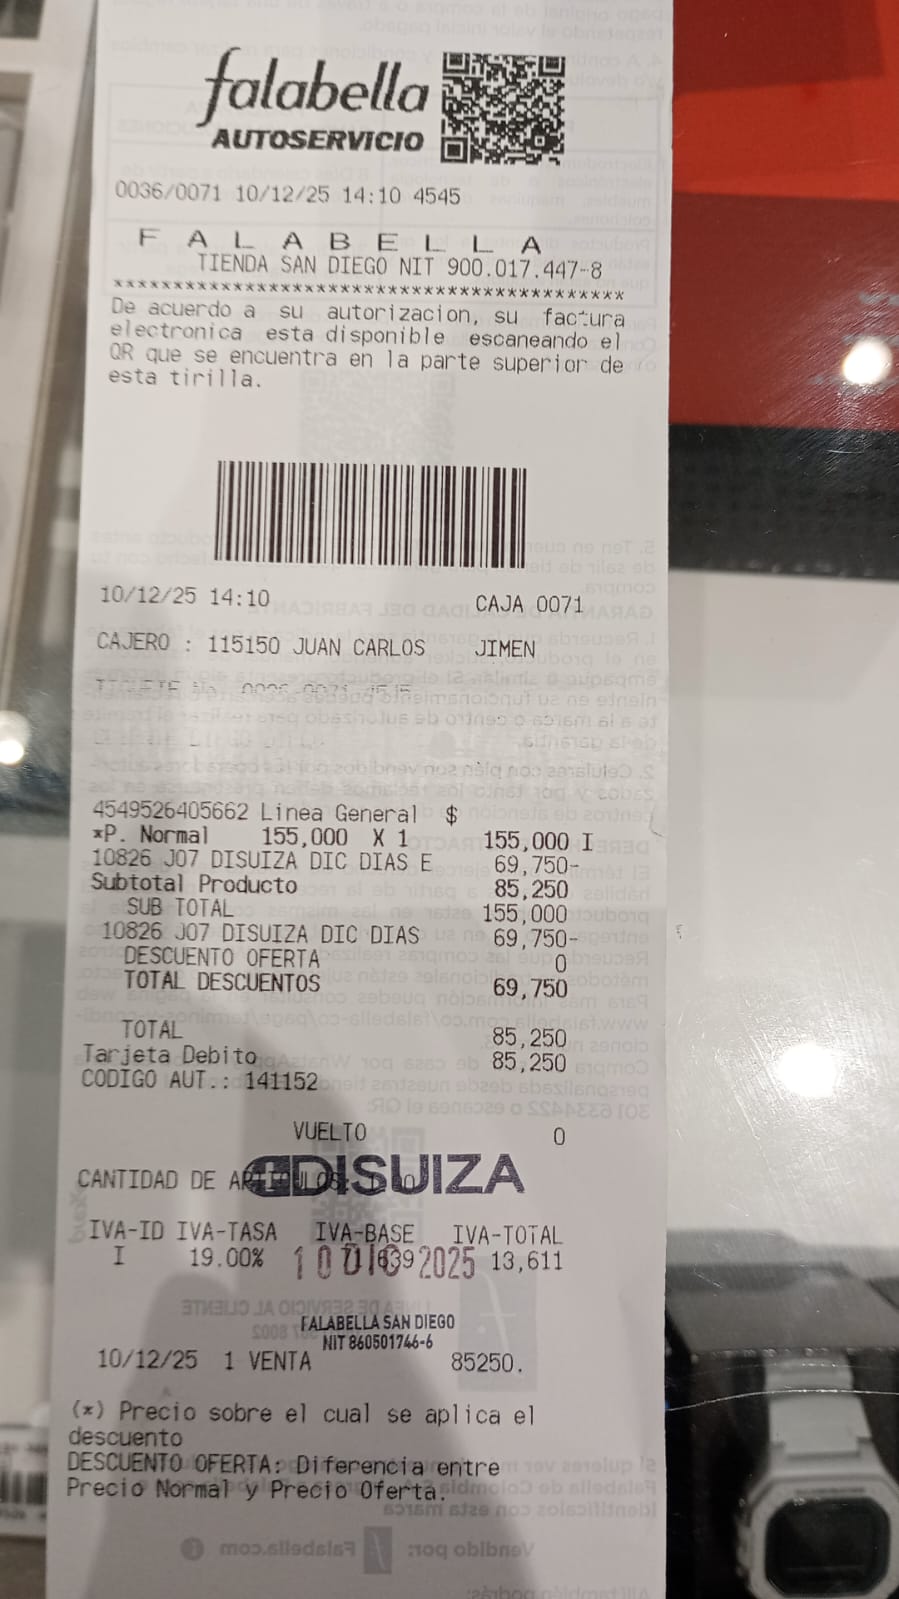 falabella
AUTOSERVICIO
0036/0071 10/12/25 14:10 4545
F A L A B E L L A
TIENDA SAN DIEGO NIT 900.017.447-8
******************************************
De acuerdo a su autorizacion, su factura
electronica esta disponible escaneando el
QR que se encuentra en la parte superior de
esta tirilla.
10/12/25 14:10 CAJA 0071
CAJERO : 115150 JUAN CARLOS JIMEN
4549526405662 Linea General $
*P. Normal 155,000 X 1 155,000 I
10826 J07 DISUIZA DIC DIAS E 69,750-
Subtotal Producto 85,250
SUB TOTAL 155,000
10826 J07 DISUIZA DIC DIAS 69,750-
DESCUENTO OFERTA 0
TOTAL DESCUENTOS 69,750
TOTAL 85,250
Tarjeta Debito 85,250
CODIGO AUT.: 141152
VUELTO 0
CANTIDAD DE
DISUIZA
IVA-ID IVA-TASA IVA-BASE IVA-TOTAL
I 19.00% 13,611
10 DIC 2025
FALABELLA SAN DIEGO
NIT 860501746-6
10/12/25 1 VENTA 85250.
(*) Precio sobre el cual se aplica el
descuento
DESCUENTO OFERTA: Diferencia entre
Precio Normal y Precio Oferta.